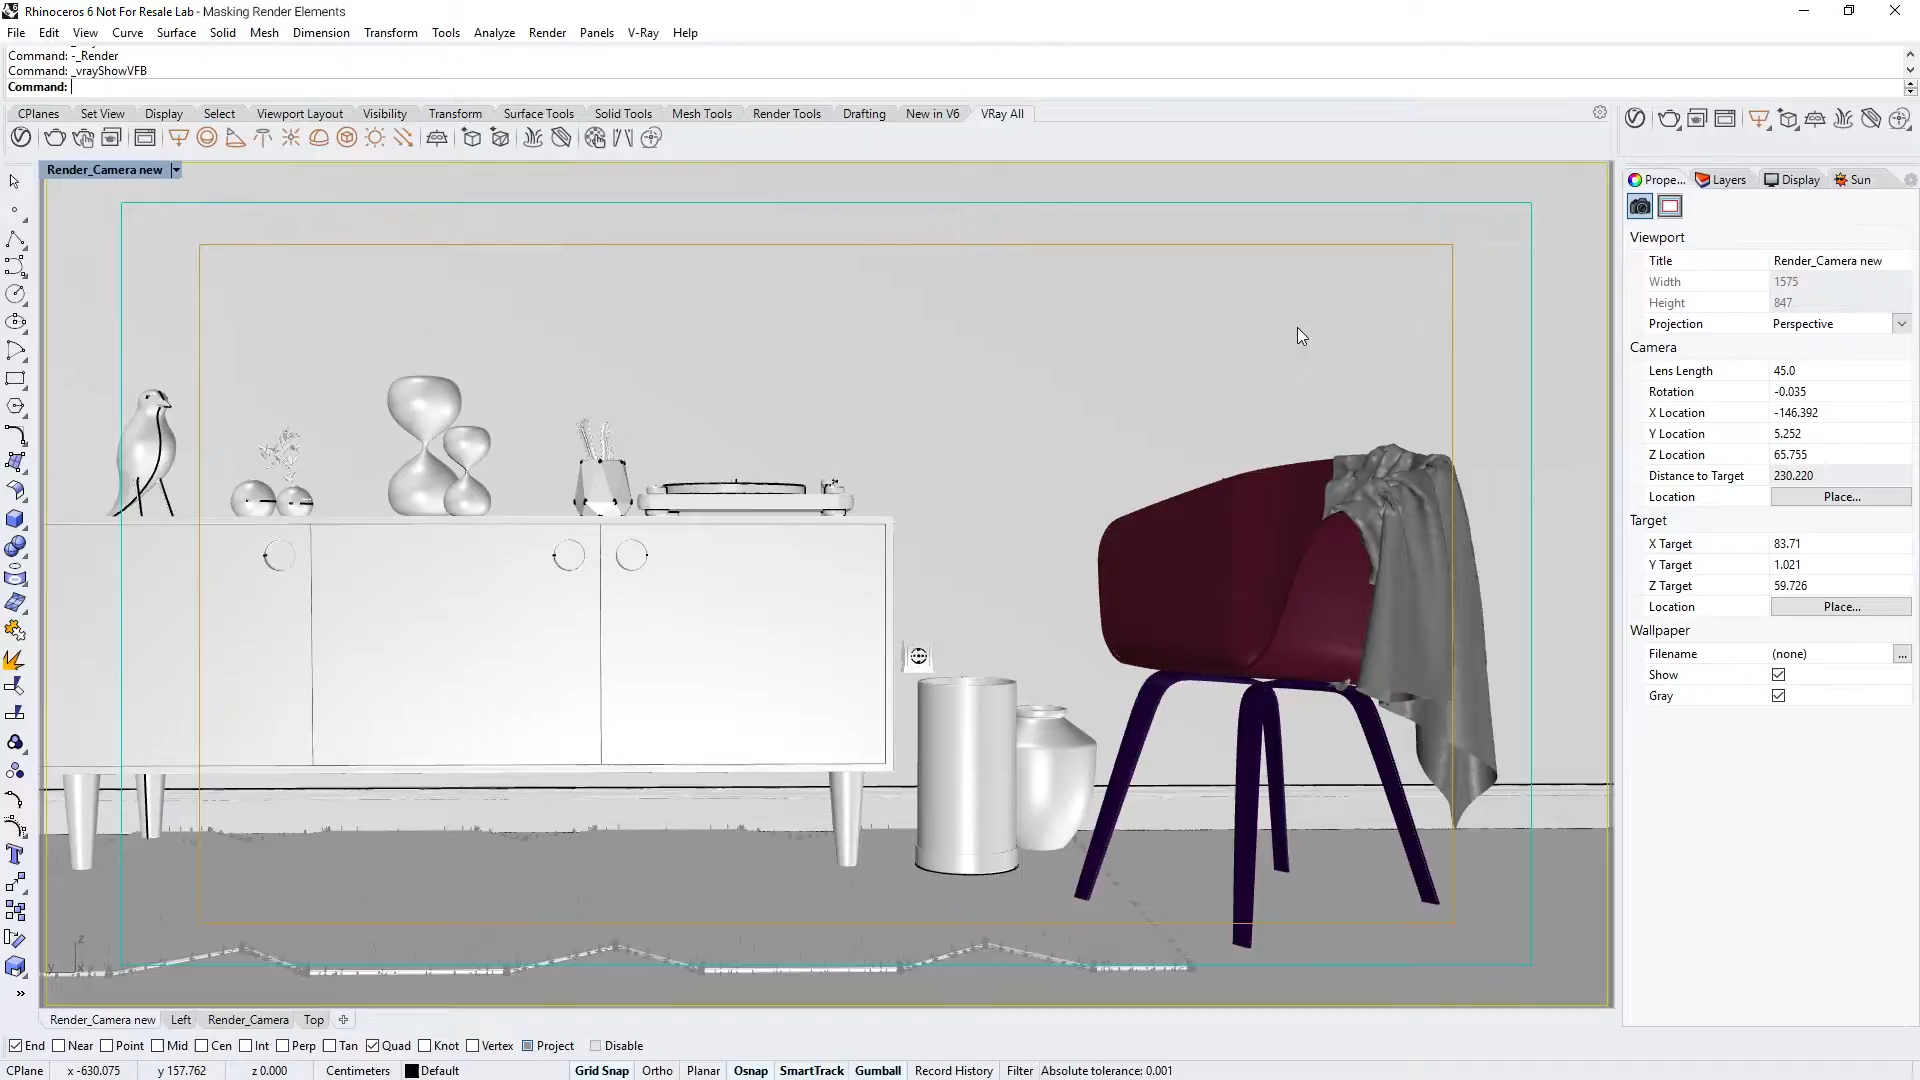 Rhinoceros 6 Not For Resale Lab - Masking Render Elements
File Edit View Curve Surface Solid Mesh Dimension Transform Tools Analyze Render Panels V-Ray Help
Command: -_Render
Command: _vrayShowVFB
Command:
CPlanes Set View Display Select Viewport Layout Visibility Transform Surface Tools Solid Tools Mesh Tools Render Tools Drafting New in V6 VRay All
Render_Camera new
Prope... Layers Display Sun
Viewport
Title Render_Camera new
Width 1575
Height 847
Projection Perspective
Camera
Lens Length 45.0
Rotation -0.035
X Location -146.392
Y Location 5.252
Z Location 65.755
Distance to Target 230.220
Location Place...
Target
X Target 83.71
Y Target 1.021
Z Target 59.726
Location Place...
Wallpaper
Filename (none) ...
Show
Gray
z
y x
Render_Camera new Left Render_Camera Top
End Near Point Mid Cen Int Perp Tan Quad Knot Vertex Project Disable
CPlane x -630.075 y 157.762 z 0.000 Centimeters Default Grid Snap Ortho Planar Osnap SmartTrack Gumball Record History Filter Absolute tolerance: 0.001